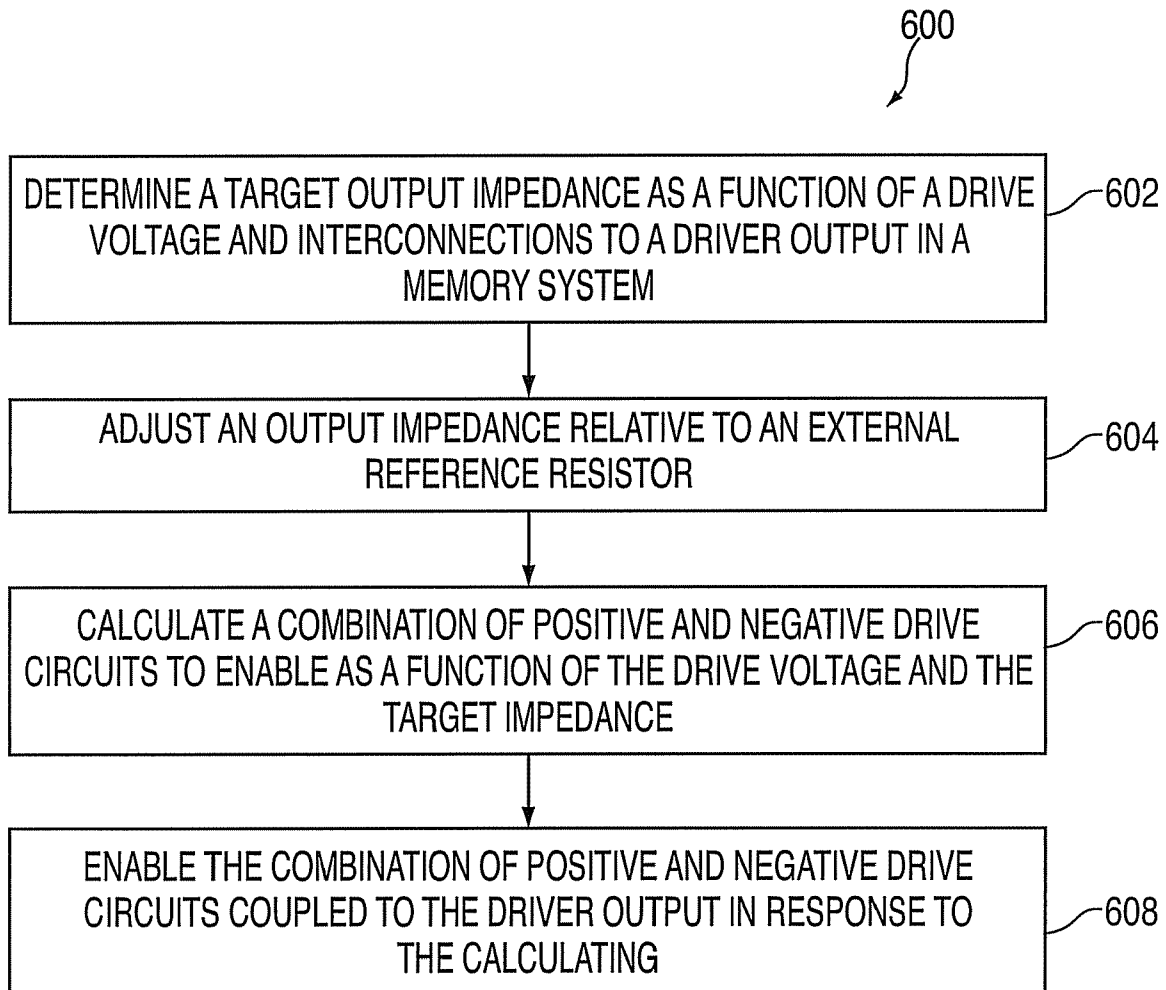 600
DETERMINE A TARGET OUTPUT IMPEDANCE AS A FUNCTION OF A DRIVE
VOLTAGE AND INTERCONNECTIONS TO A DRIVER OUTPUT IN A
MEMORY SYSTEM
602
ADJUST AN OUTPUT IMPEDANCE RELATIVE TO AN EXTERNAL
REFERENCE RESISTOR
604
CALCULATE A COMBINATION OF POSITIVE AND NEGATIVE DRIVE
CIRCUITS TO ENABLE AS A FUNCTION OF THE DRIVE VOLTAGE AND THE
TARGET IMPEDANCE
606
ENABLE THE COMBINATION OF POSITIVE AND NEGATIVE DRIVE
CIRCUITS COUPLED TO THE DRIVER OUTPUT IN RESPONSE TO
THE CALCULATING
608